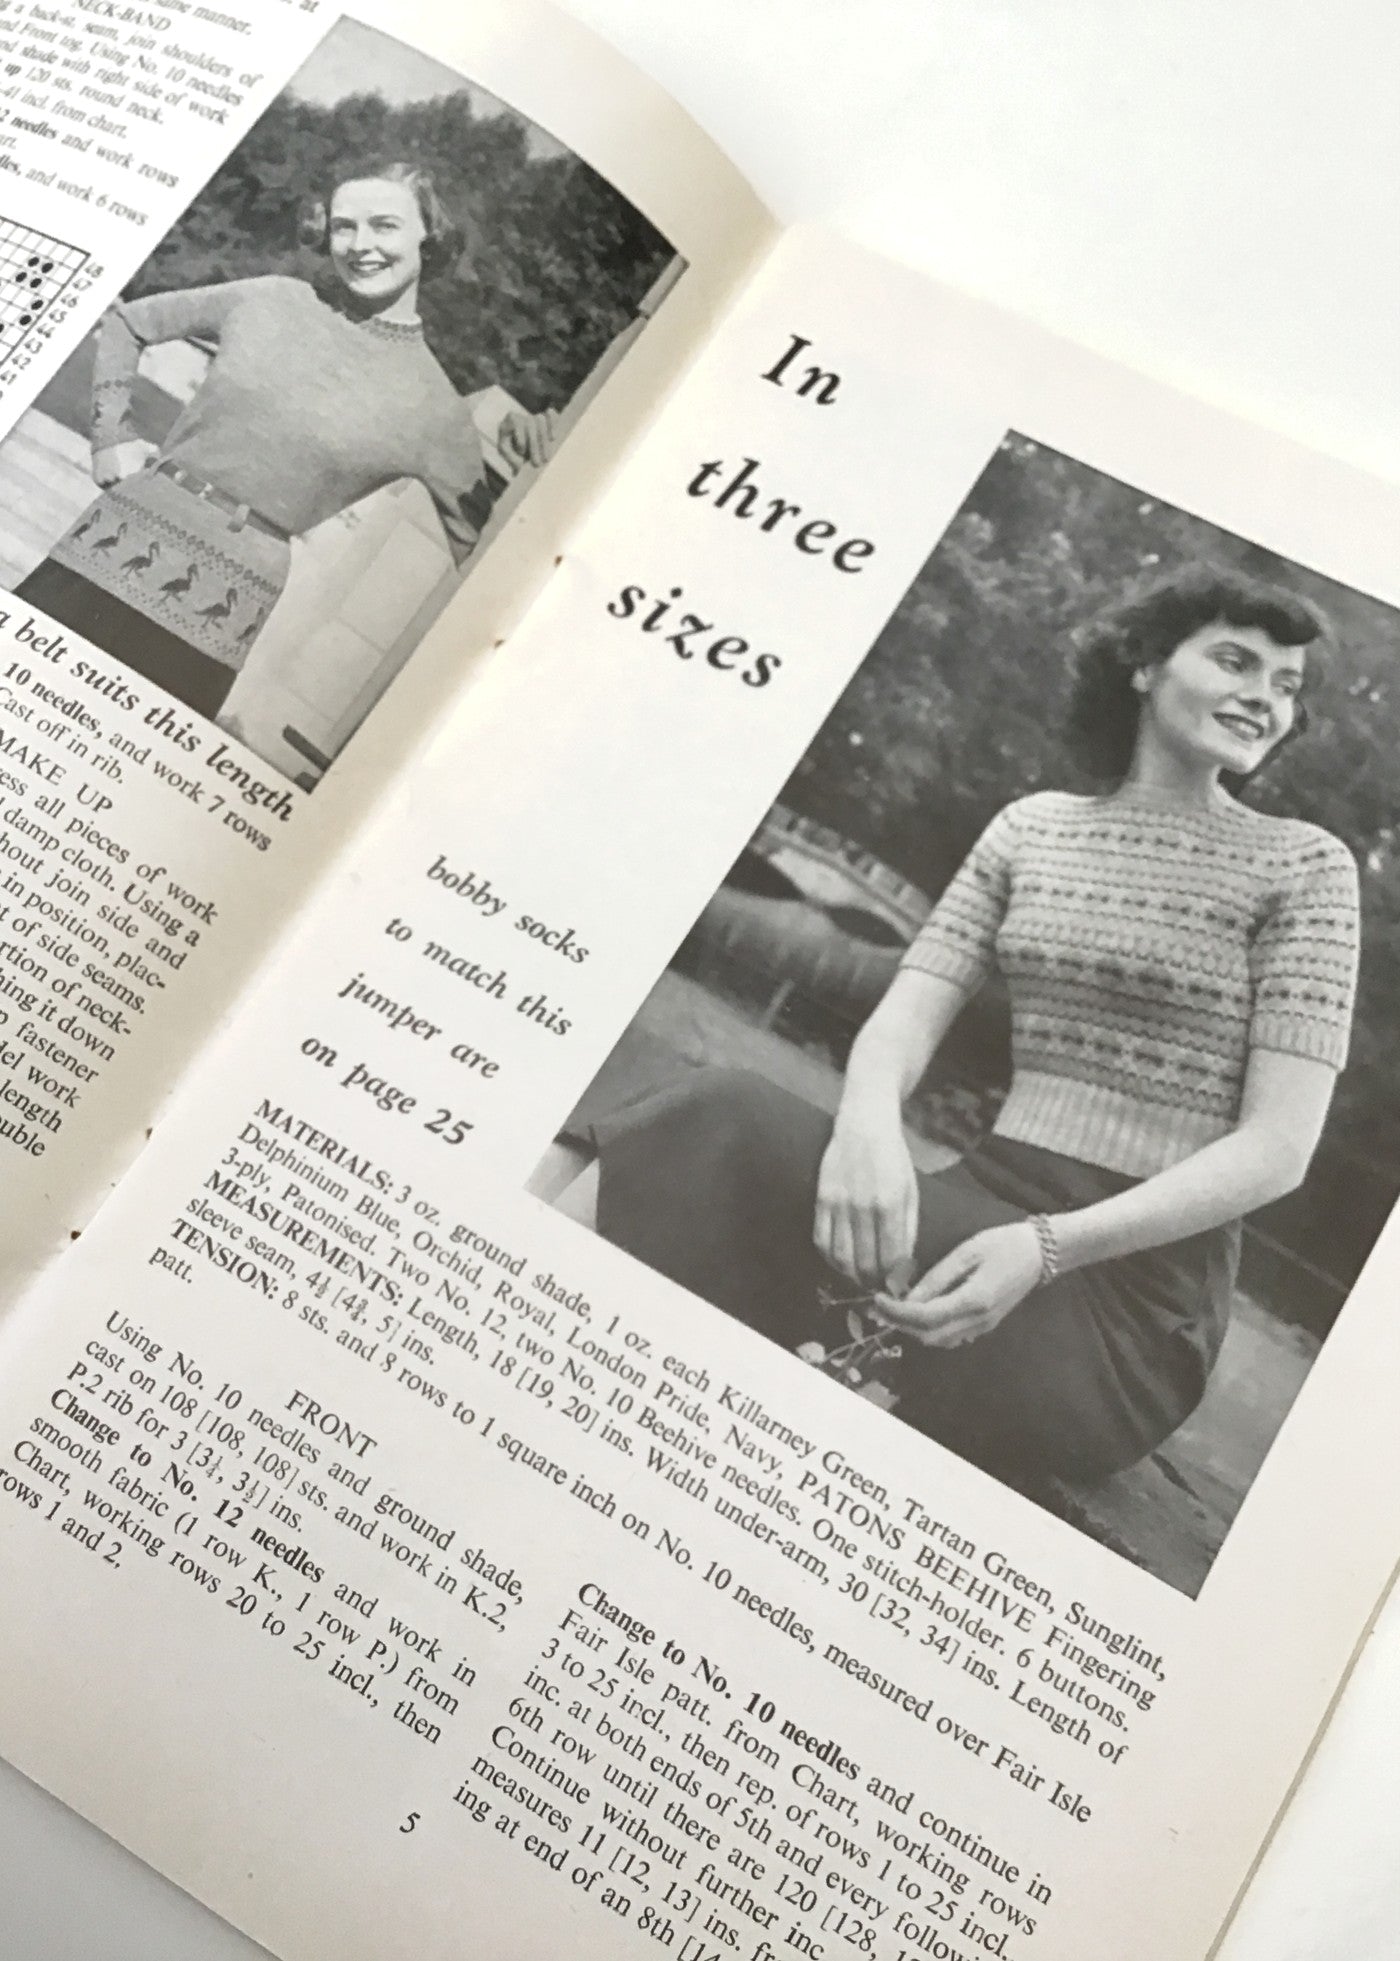 same manner.
NECK-BAND
a back-st. seam, join shoulders of
and Front tog. Using No. 10 needles
shade with right side of work
up 120 sts. round neck.
41 incl. from chart.
needles and work rows
and work 6 rows
48
47
46
45
44
43
42
41
a belt suits this length
10 needles, and work 7 rows
Cast off in rib.
MAKE UP
all pieces of work
damp cloth. Using a
join side and
in position, plac-
of side seams.
of neck-
it down
fastener
work
length
In
three
sizes
bobby socks
to match this
jumper are
on page 25
MATERIALS: 3 oz. ground shade, 1 oz. each Killarney Green, Tartan Green, Sunglint,
Delphinium Blue, Orchid, Royal, London Pride, Navy, PATONS BEEHIVE Fingering
3-ply, Patonised. Two No. 12, two No. 10 Beehive needles. One stitch-holder. 6 buttons.
MEASUREMENTS: Length, 18 [19, 20] ins. Width under-arm, 30 [32, 34] ins. Length of
sleeve seam, 4½ [4¾, 5] ins.
TENSION: 8 sts. and 8 rows to 1 square inch on No. 10 needles, measured over Fair Isle
patt.
FRONT
Using No. 10 needles and ground shade,
cast on 108 [108, 108] sts. and work in K.2,
P.2 rib for 3 [3¼, 3½] ins.
Change to No. 12 needles and work in
smooth fabric (1 row K., 1 row P.) from
Chart, working rows 20 to 25 incl., then
rows 1 and 2,
Change to No. 10 needles and continue in
Fair Isle patt. from Chart, working rows
3 to 25 incl., then rep. of rows 1 to 25 incl.,
inc. at both ends of 5th and every
6th row until there are 120 [128,
Continue without further inc.
measures 11 [12, 13] ins.
ing at end of an 8th
5